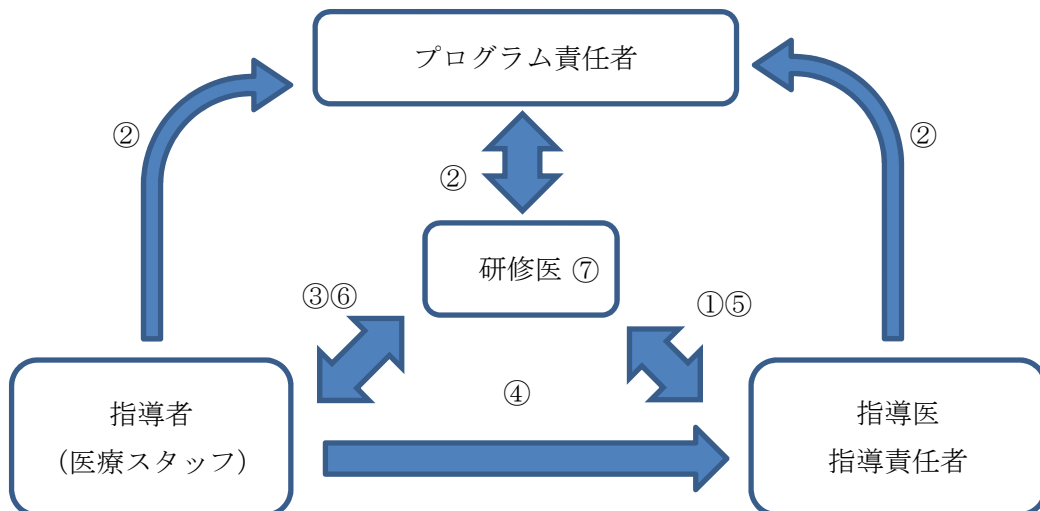 プログラム責任者
②
②
②
研修医 ⑦
③⑥
①⑤
④
指導者
（医療スタッフ）
指導医
指導責任者